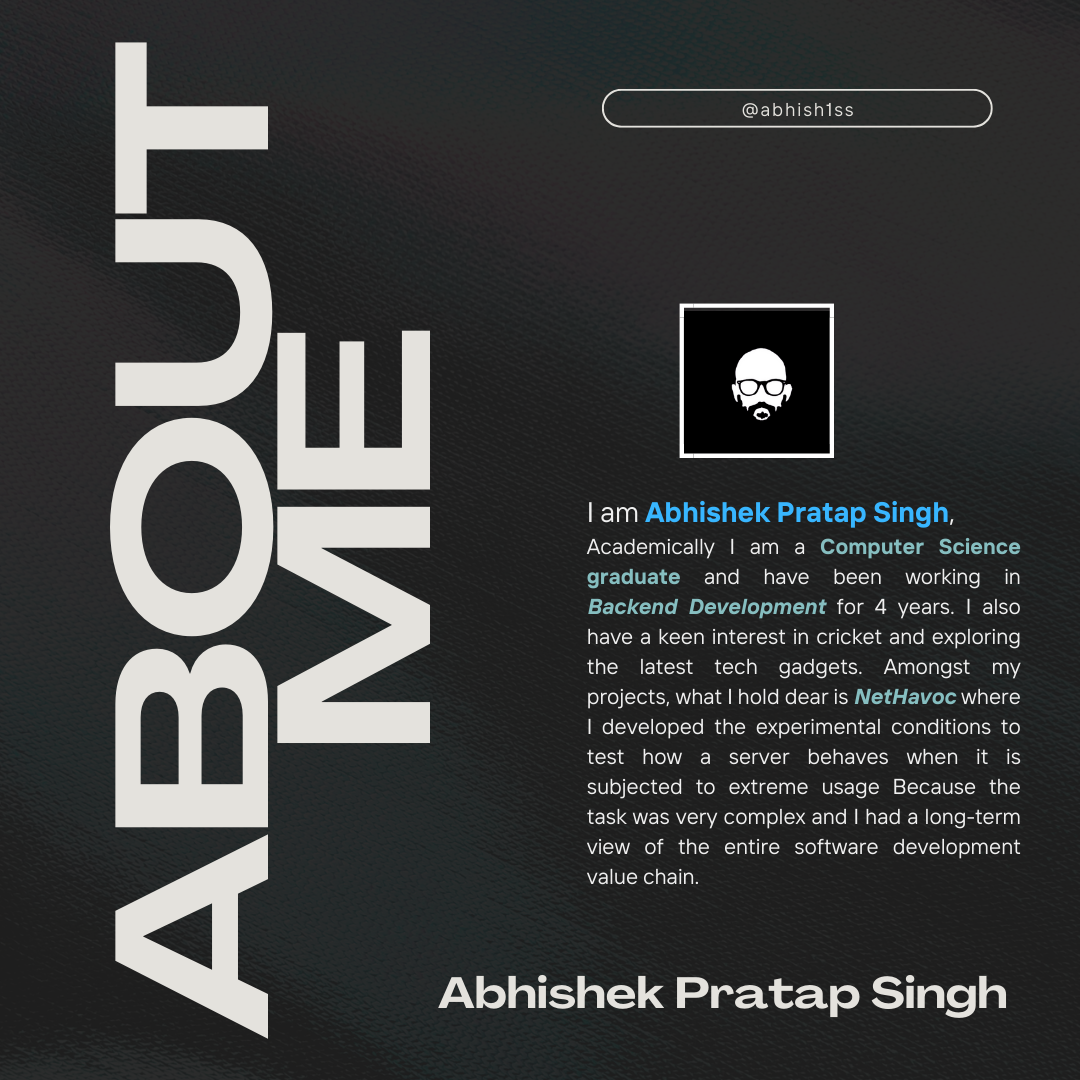 ABOUT
ME
@abhish1ss
I am Abhishek Pratap Singh,
Academically I am a Computer Science
graduate and have been working in
Backend Development for 4 years. I also
have a keen interest in cricket and exploring
the latest tech gadgets. Amongst my
projects, what I hold dear is NetHavoc where
I developed the experimental conditions to
test how a server behaves when it is
subjected to extreme usage Because the
task was very complex and I had a long-term
view of the entire software development
value chain.
Abhishek Pratap Singh